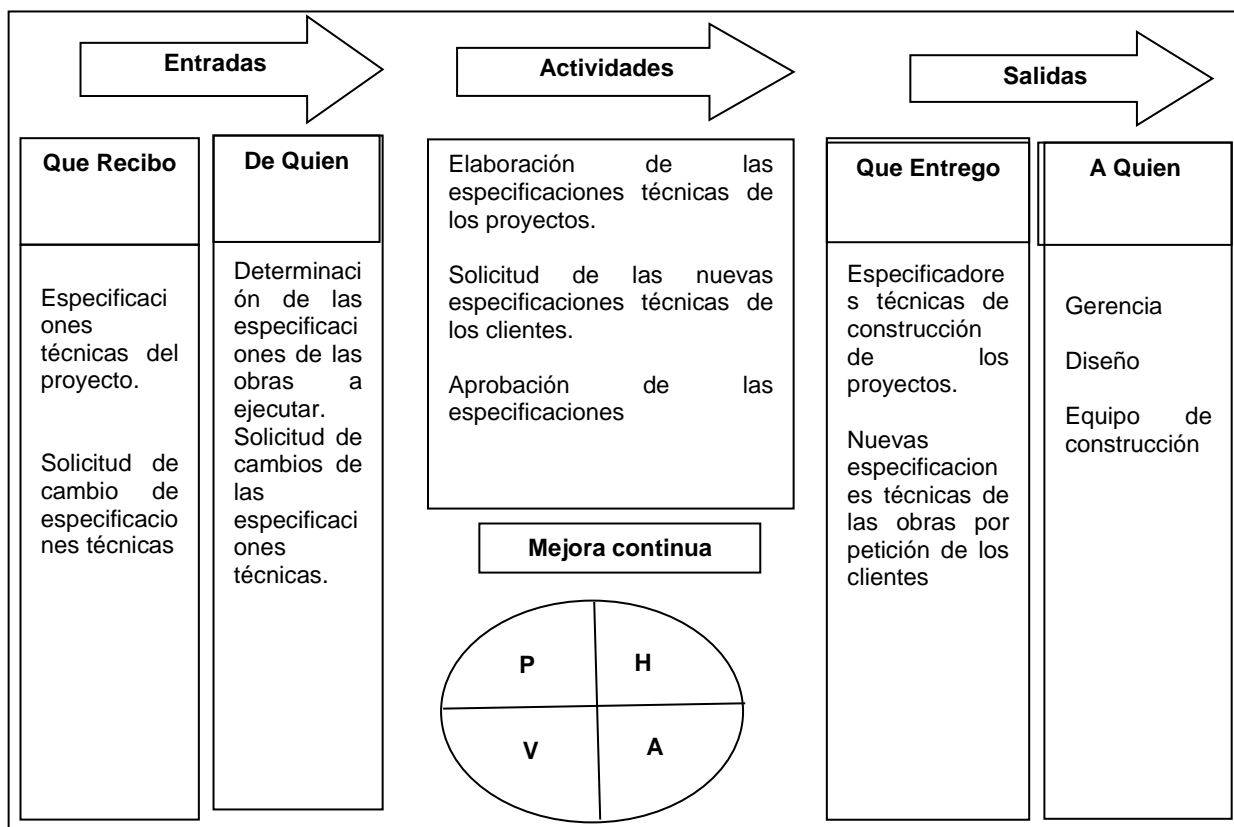 Entradas
Actividades
Salidas
Que Recibo
De Quien
Que Entrego
A Quien
Especificaci
ones
técnicas del
proyecto.
Solicitud de
cambio de
especificacio
nes técnicas
Determinaci
ón de las
especificaci
ones de las
obras a
ejecutar.
Solicitud de
cambios de
las
especificaci
ones
técnicas.
Elaboración de las
especificaciones técnicas de
los proyectos.
Solicitud de las nuevas
especificaciones técnicas de
los clientes.
Aprobación de las
especificaciones
Mejora continua
P H
V A
Especificadore
s técnicas de
construcción
de los
proyectos.
Nuevas
especificacion
es técnicas de
las obras por
petición de los
clientes
Gerencia
Diseño
Equipo de
construcción